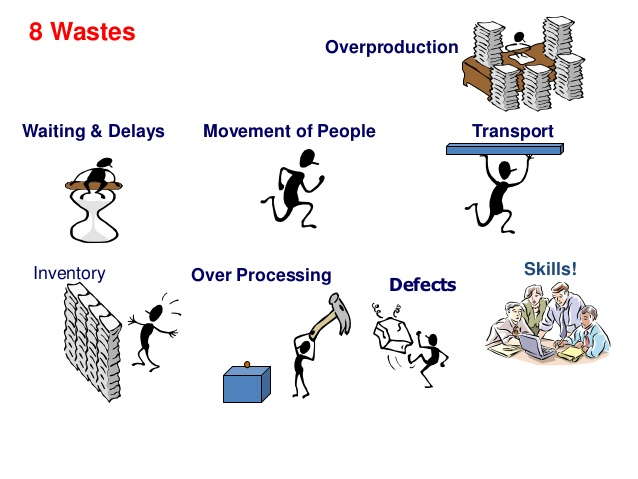 8 Wastes
Overproduction
Waiting & Delays
Movement of People
Transport
Inventory
Over Processing
Defects
Skills!